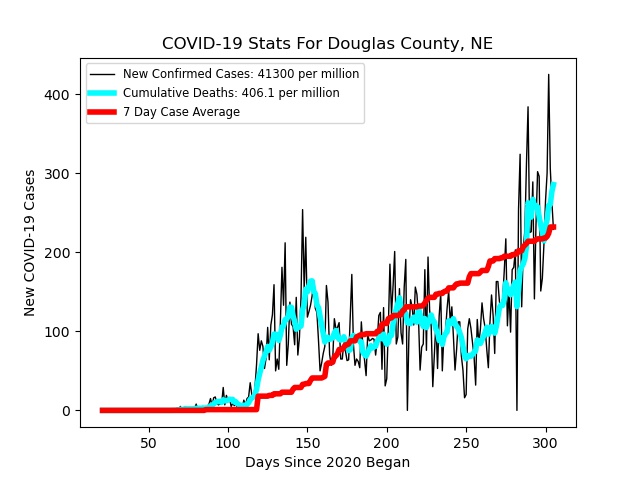 COVID-19 Stats For Douglas County, NE
New Confirmed Cases: 41300 per million
Cumulative Deaths: 406.1 per million
7 Day Case Average
New COVID-19 Cases
400
300
200
100
0
50 100 150 200 250 300
Days Since 2020 Began